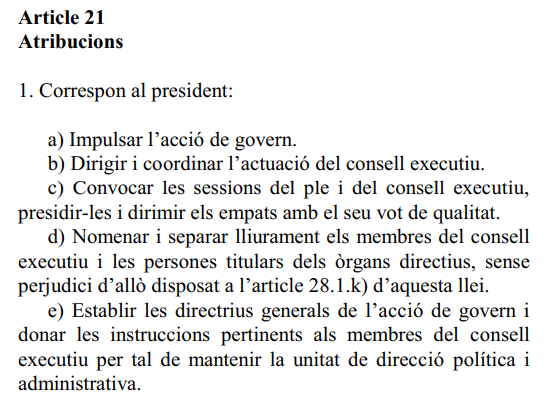 Article 21
Atribucions
1. Correspon al president:
a) Impulsar l’acció de govern.
b) Dirigir i coordinar l’actuació del consell executiu.
c) Convocar les sessions del ple i del consell executiu,
presidir-les i dirimir els empats amb el seu vot de qualitat.
d) Nomenar i separar lliurament els membres del consell
executiu i les persones titulars dels òrgans directius, sense
perjudici d’allò disposat a l’article 28.1.k) d’aquesta llei.
e) Establir les directrius generals de l’acció de govern i
donar les instruccions pertinents als membres del consell
executiu per tal de mantenir la unitat de direcció política i
administrativa.